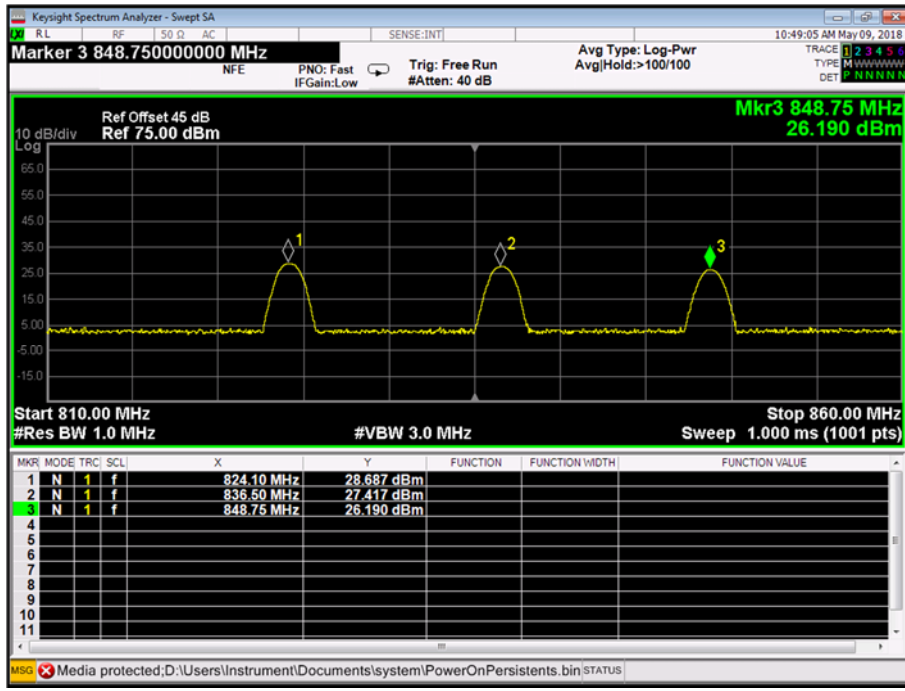 Keysight Spectrum Analyzer - Swept SA
LXI RL RF 50 Ω AC SENSE:INT 10:49:05 AM May 09, 2018
Marker 3 848.750000000 MHz
NFE
PNO: Fast
IFGain:Low
Trig: Free Run
#Atten: 40 dB
Avg Type: Log-Pwr
Avg|Hold:>100/100
TRACE 1 2 3 4 5 6
TYPE M W W W W W
DET P N N N N N
Mkr3 848.75 MHz
26.190 dBm
Ref Offset 45 dB
10 dB/div Ref 75.00 dBm
Log
65.0
55.0
45.0
35.0
25.0
15.0
5.00
-5.00
-15.0
1
2
3
Start 810.00 MHz Stop 860.00 MHz
#Res BW 1.0 MHz #VBW 3.0 MHz Sweep 1.000 ms (1001 pts)
MKR MODE TRC SCL X Y FUNCTION FUNCTION WIDTH FUNCTION VALUE
1 N 1 f 824.10 MHz 28.687 dBm
2 N 1 f 836.50 MHz 27.417 dBm
3 N 1 f 848.75 MHz 26.190 dBm
4
5
6
7
8
9
10
11
MSG Media protected;D:\Users\Instrument\Documents\system\PowerOnPersistents.bin STATUS